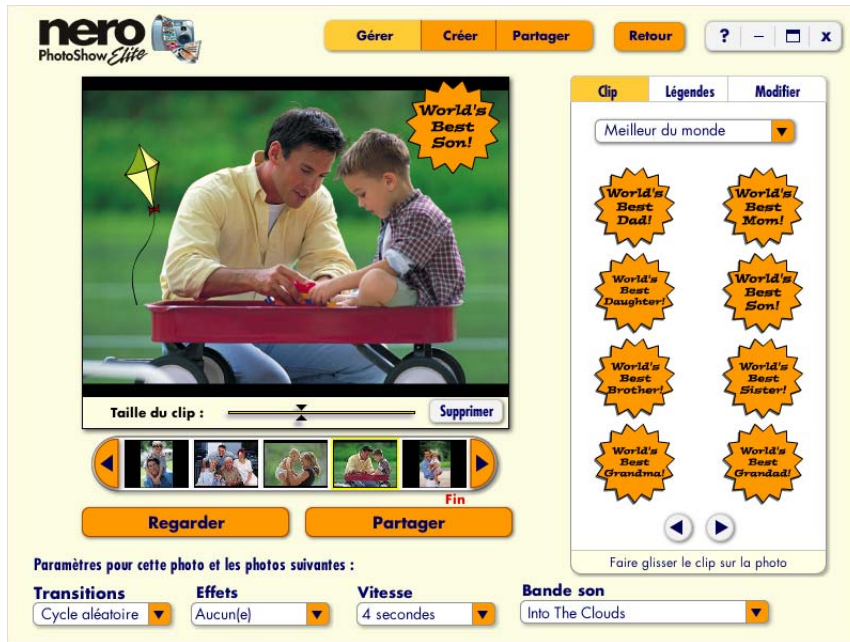 nero
PhotoShow Elite
Gérer
Créer
Partager
Retour
?
–
x
World's
Best
Son!
Taille du clip :
Supprimer
Fin
Regarder
Partager
Clip
Légendes
Modifier
Meilleur du monde
World's
Best
Dad!
World's
Best
Mom!
World's
Best
Daughter!
World's
Best
Son!
World's
Best
Brother!
World's
Best
Sister!
World's
Best
Grandma!
World's
Best
Grandad!
Faire glisser le clip sur la photo
Paramètres pour cette photo et les photos suivantes :
Transitions
Cycle aléatoire
Effets
Aucun(e)
Vitesse
4 secondes
Bande son
Into The Clouds